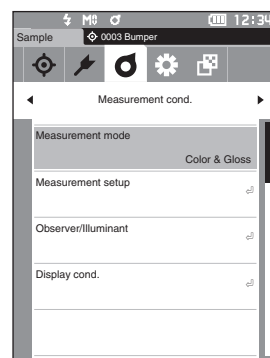 12:34
Sample
0003 Bumper
Measurement cond.
Measurement mode
Color & Gloss
Measurement setup
Observer/Illuminant
Display cond.